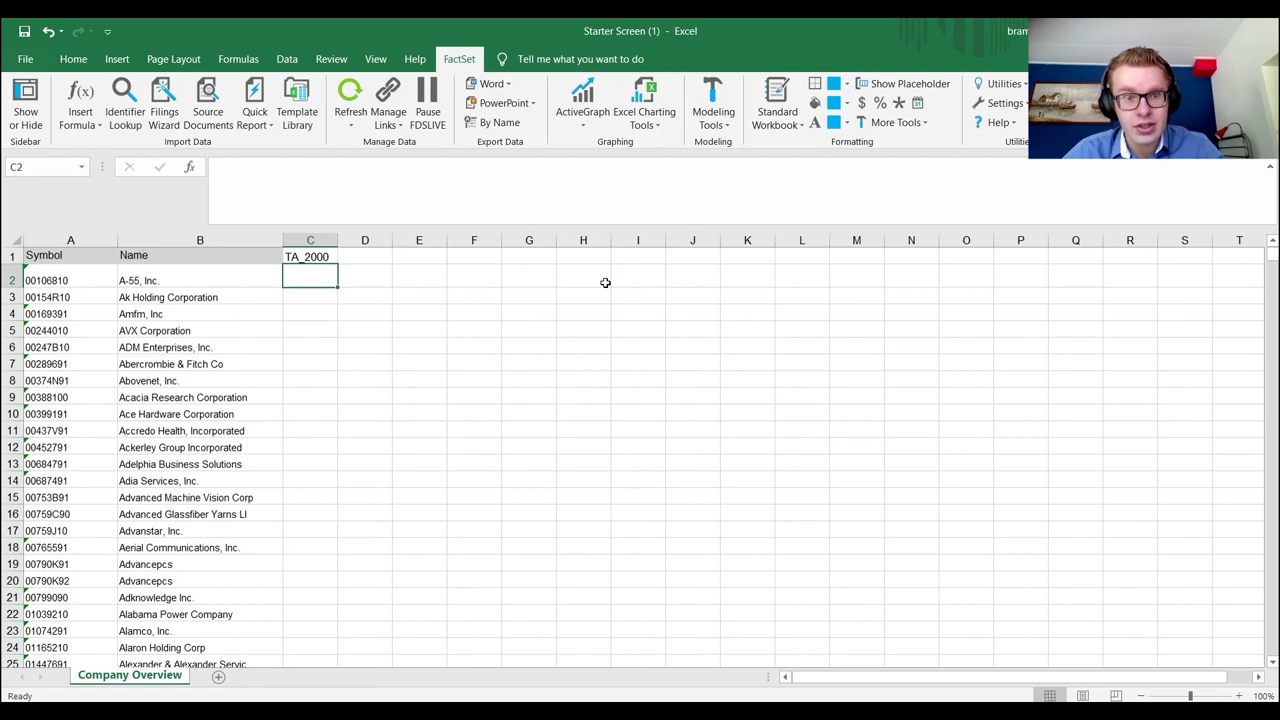 Starter Screen (1) - Excel
bram
File Home Insert Page Layout Formulas Data Review View Help FactSet Tell me what you want to do
Show or Hide
Insert Formula
Identifier Lookup
Filings Wizard
Source Documents
Quick Report
Template Library
Refresh
Manage Links
Pause FDSLIVE
Word
PowerPoint
By Name
ActiveGraph
Excel Charting Tools
Modeling Tools
Standard Workbook
Show Placeholder
More Tools
Utilities
Settings
Help
Sidebar Import Data Manage Data Export Data Graphing Modeling Formatting Utilitie
C2 fx
A B C D E F G H I J K L M N O P Q R S T
1 Symbol Name TA_2000
2 00106810 A-55, Inc.
3 00154R10 Ak Holding Corporation
4 00169391 Amfm, Inc
5 00244010 AVX Corporation
6 00247B10 ADM Enterprises, Inc.
7 00289691 Abercrombie & Fitch Co
8 00374N91 Abovenet, Inc.
9 00388100 Acacia Research Corporation
10 00399191 Ace Hardware Corporation
11 00437V91 Accredo Health, Incorporated
12 00452791 Ackerley Group Incorporated
13 00684791 Adelphia Business Solutions
14 00687491 Adia Services, Inc.
15 00753B91 Advanced Machine Vision Corp
16 00759C90 Advanced Glassfiber Yarns Ll
17 00759J10 Advanstar, Inc.
18 00765591 Aerial Communications, Inc.
19 00790K91 Advancepcs
20 00790K92 Advancepcs
21 00799090 Adknowledge Inc.
22 01039210 Alabama Power Company
23 01074291 Alamco, Inc.
24 01165210 Alaron Holding Corp
25 01447691 Alexander & Alexander Servic
Company Overview
Ready 100%